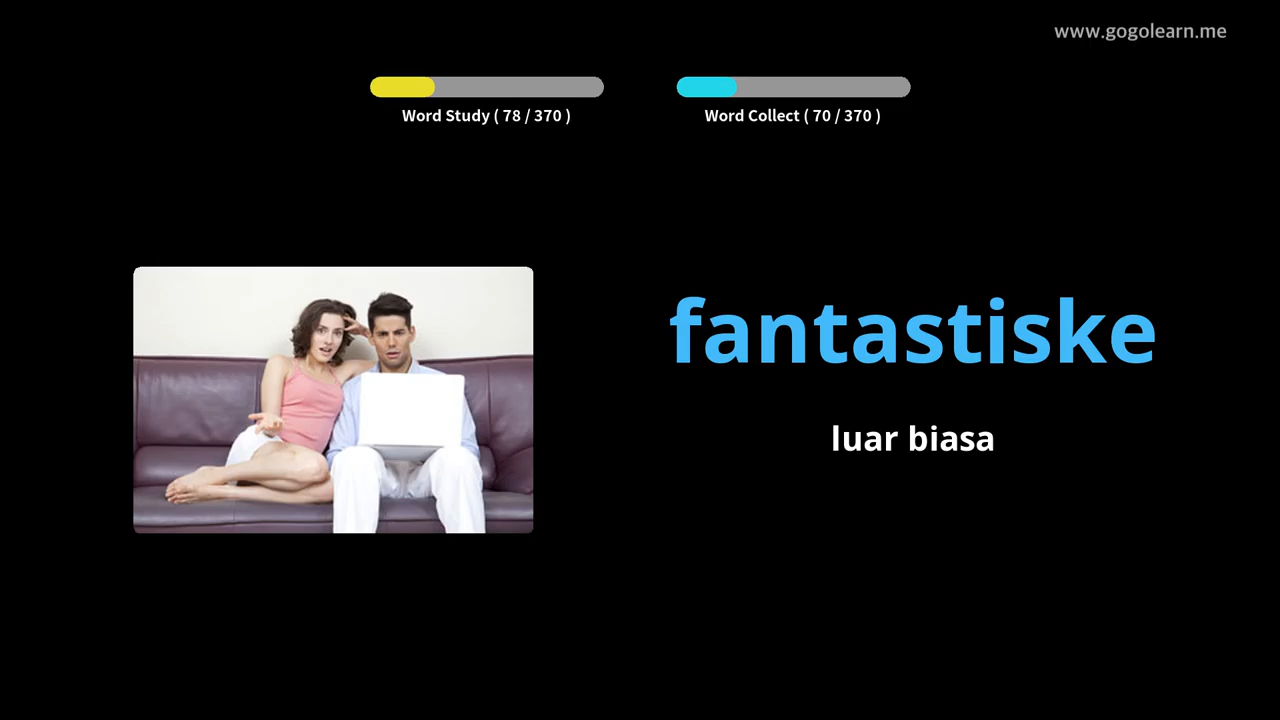 www.gogolearn.me
Word Study ( 78 / 370 )
Word Collect ( 70 / 370 )
fantastiske
luar biasa